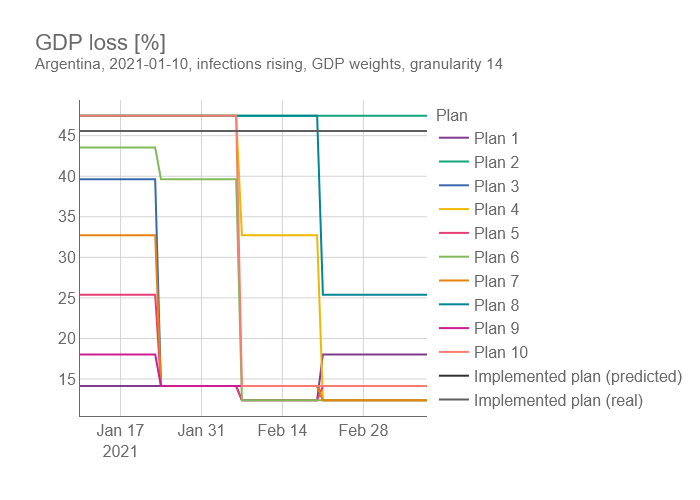 GDP loss [%]
Argentina, 2021-01-10, infections rising, GDP weights, granularity 14
Plan
45
40
35
30
25
20
15
Jan 17
2021
Jan 31
Feb 14
Feb 28
Plan 1
Plan 2
Plan 3
Plan 4
Plan 5
Plan 6
Plan 7
Plan 8
Plan 9
Plan 10
Implemented plan (predicted)
Implemented plan (real)